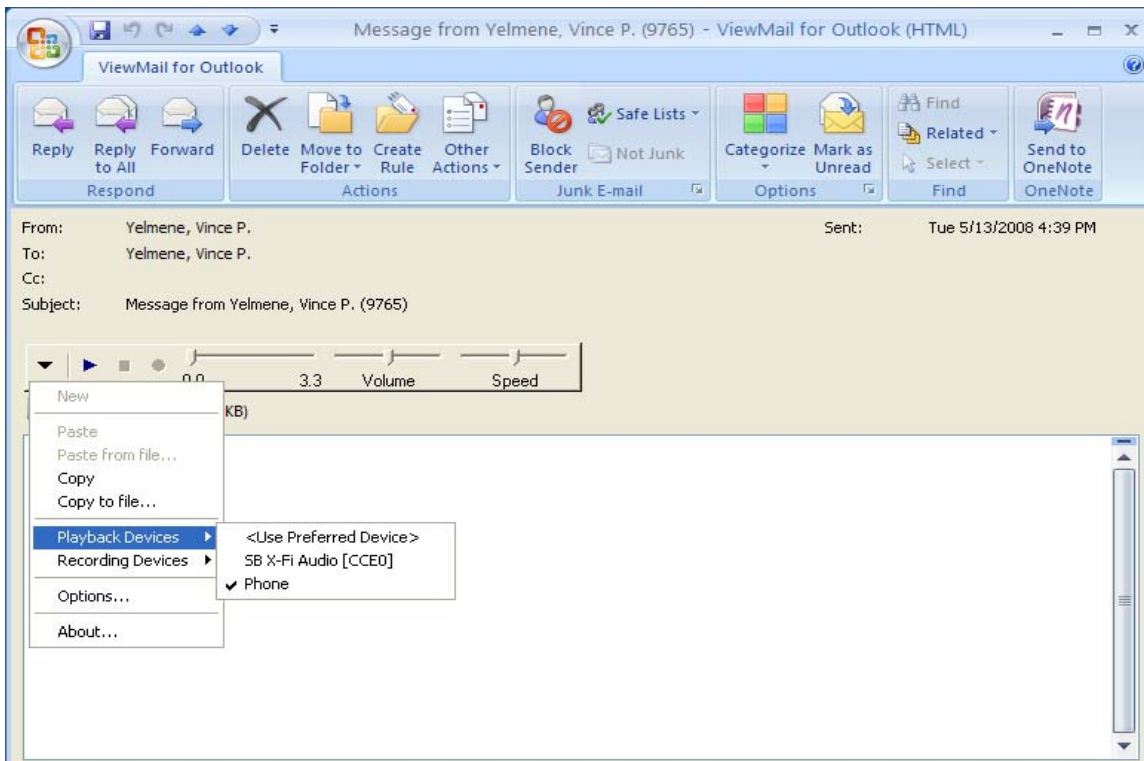 Message from Yelmene, Vince P. (9765) - ViewMail for Outlook (HTML)
ViewMail for Outlook
Reply
Reply to All
Forward
Delete
Move to Folder
Create Rule
Other Actions
Block Sender
Safe Lists
Not Junk
Categorize
Mark as Unread
Find
Related
Select
Send to OneNote
Respond
Actions
Junk E-mail
Options
Find
OneNote
From: Yelmene, Vince P.
Sent: Tue 5/13/2008 4:39 PM
To: Yelmene, Vince P.
Cc:
Subject: Message from Yelmene, Vince P. (9765)
0.0 3.3 Volume Speed
KB)
New
Paste
Paste from file...
Copy
Copy to file...
Playback Devices
<Use Preferred Device>
SB X-Fi Audio [CCE0]
Phone
Recording Devices
Options...
About...